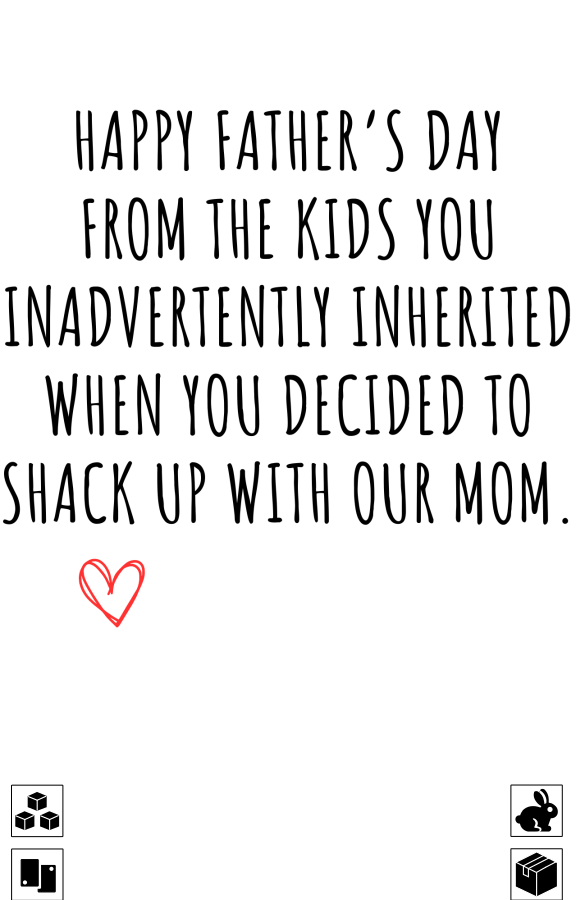 HAPPY FATHER’S DAY
FROM THE KIDS YOU
INADVERTENTLY INHERITED
WHEN YOU DECIDED TO
SHACK UP WITH OUR MOM.